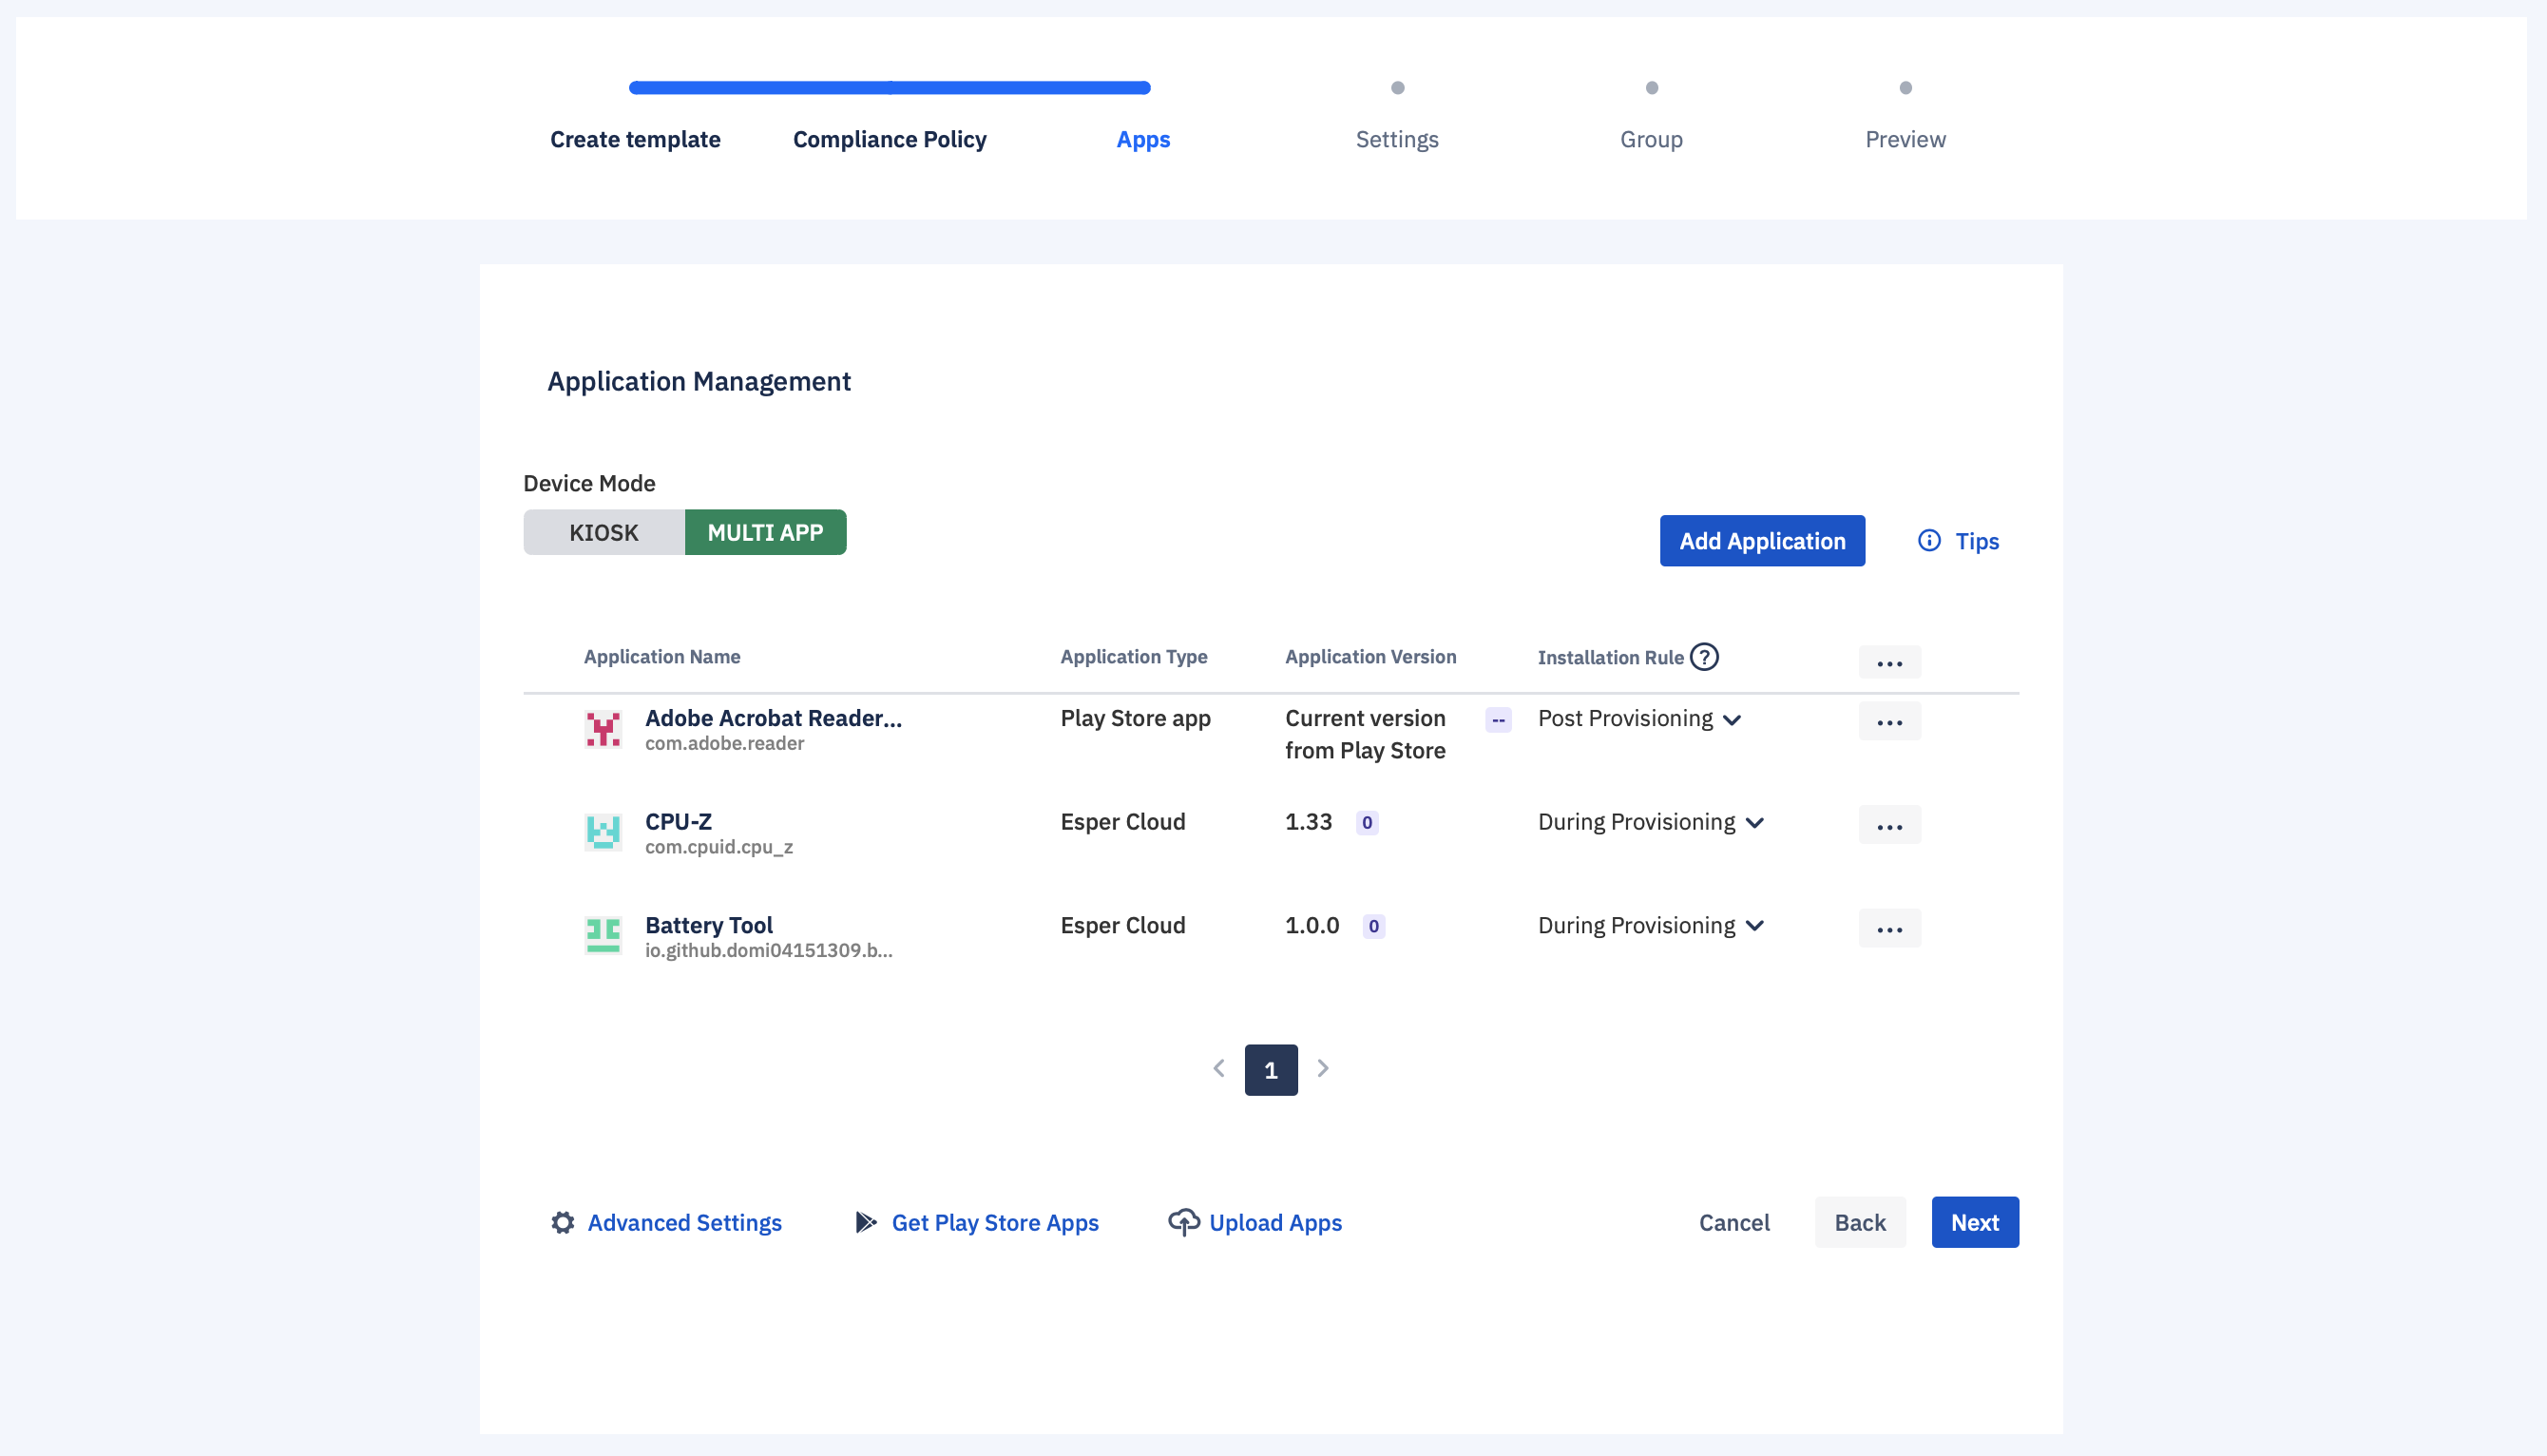 Create template Compliance Policy Apps Settings Group Preview
Application Management
Device Mode
KIOSK MULTI APP
Add Application Tips
Application Name Application Type Application Version Installation Rule ? ...
Adobe Acrobat Reader... Play Store app Current version -- Post Provisioning ...
com.adobe.reader from Play Store
CPU-Z Esper Cloud 1.33 0 During Provisioning ...
com.cpuid.cpu_z
Battery Tool Esper Cloud 1.0.0 0 During Provisioning ...
io.github.domi04151309.b...
1
Advanced Settings Get Play Store Apps Upload Apps Cancel Back Next